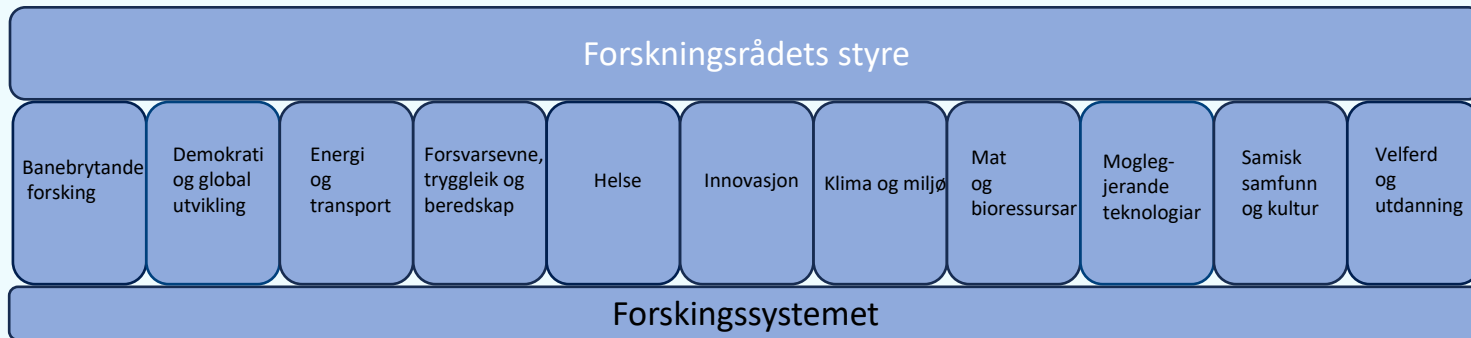 Forskningsrådets styre
Banebrytande
forsking
Demokrati
og global
utvikling
Energi
og
transport
Forsvarsevne,
tryggleik og
beredskap
Helse
Innovasjon
Klima og miljø
Mat
og
bioressursar
Mogleg-
jerande
teknologiar
Samisk
samfunn
og kultur
Velferd
og
utdanning
Forskingssystemet